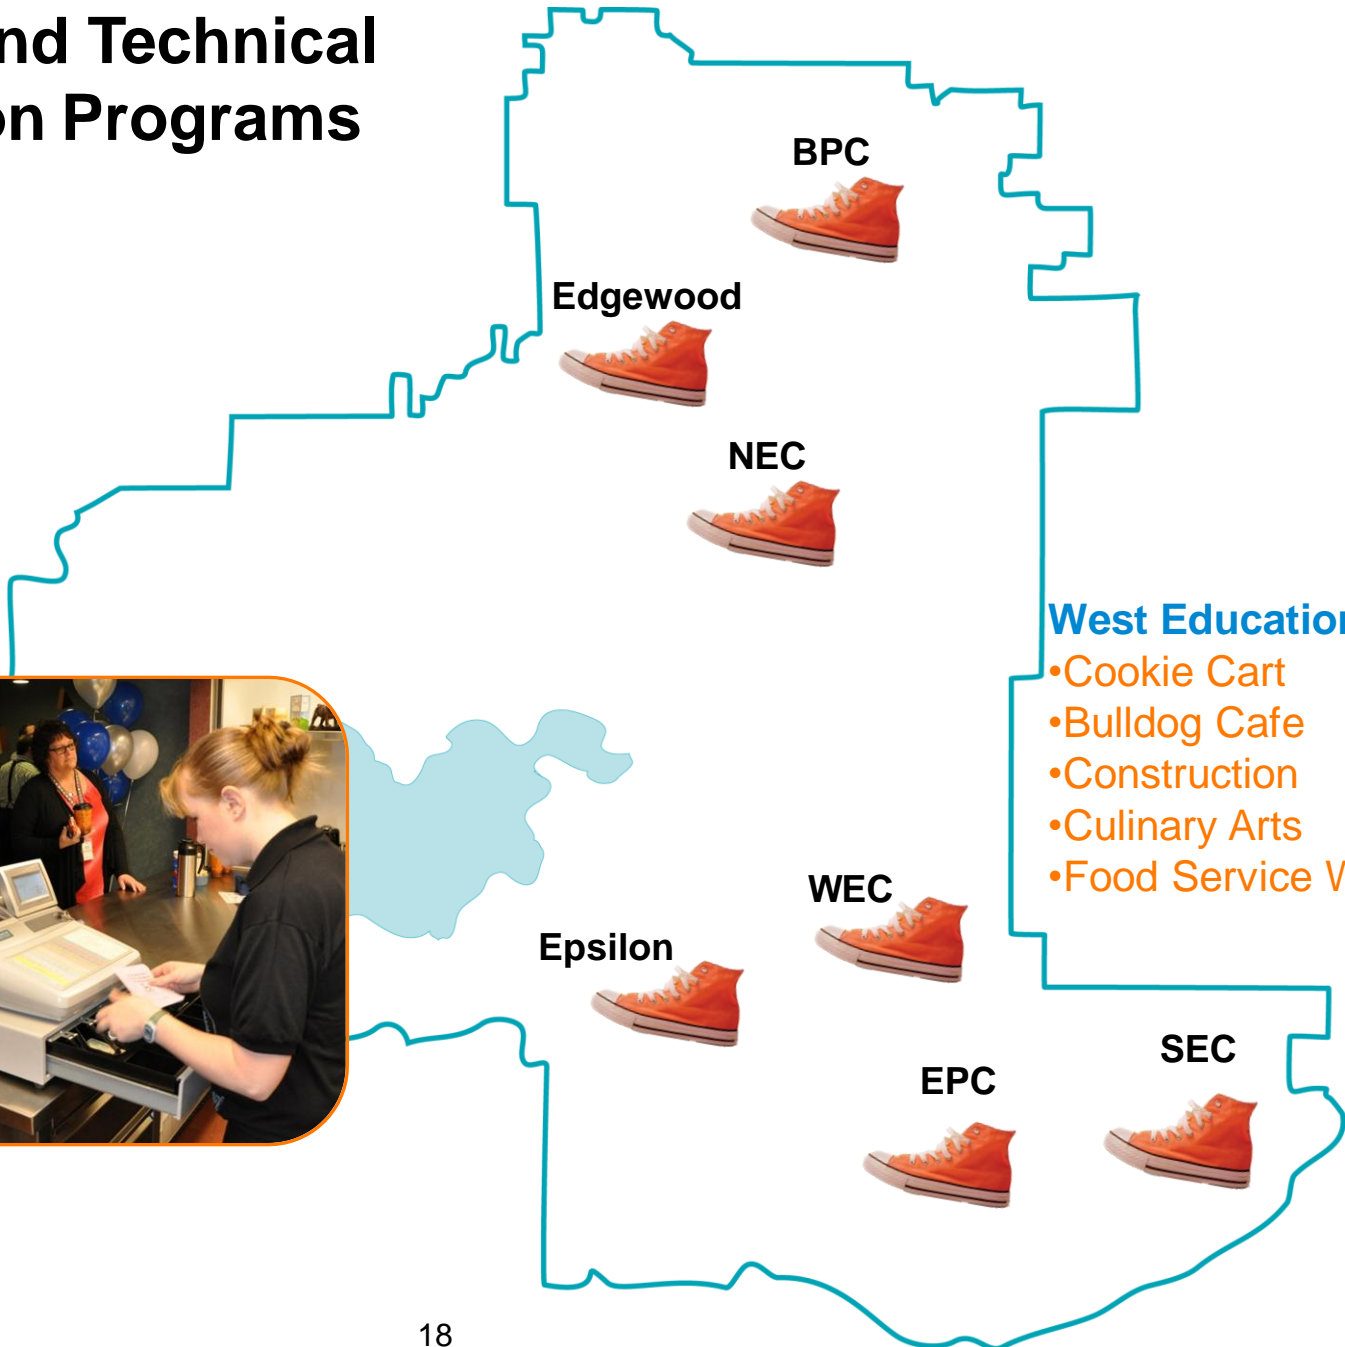 nd Technical
on Programs
BPC
Edgewood
NEC
West Education
•Cookie Cart
•Bulldog Cafe
•Construction
•Culinary Arts
•Food Service
WEC
Epsilon
SEC
EPC
18